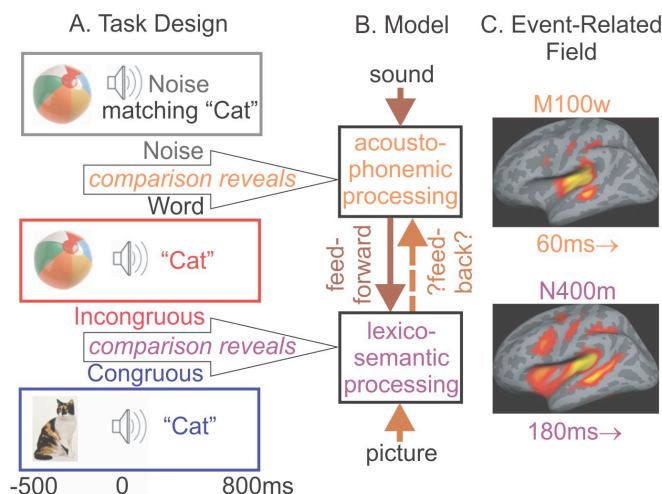 A. Task Design
Noise
matching “Cat”
Noise
comparison reveals
Word
“Cat”
Incongruous
comparison reveals
Congruous
“Cat”
-500 0 800ms
B. Model
sound
acousto-
phonemic
processing
feed-
forward
?feed-
back?
lexico-
semantic
processing
picture
C. Event-Related
Field
M100w
60ms→
N400m
180ms→